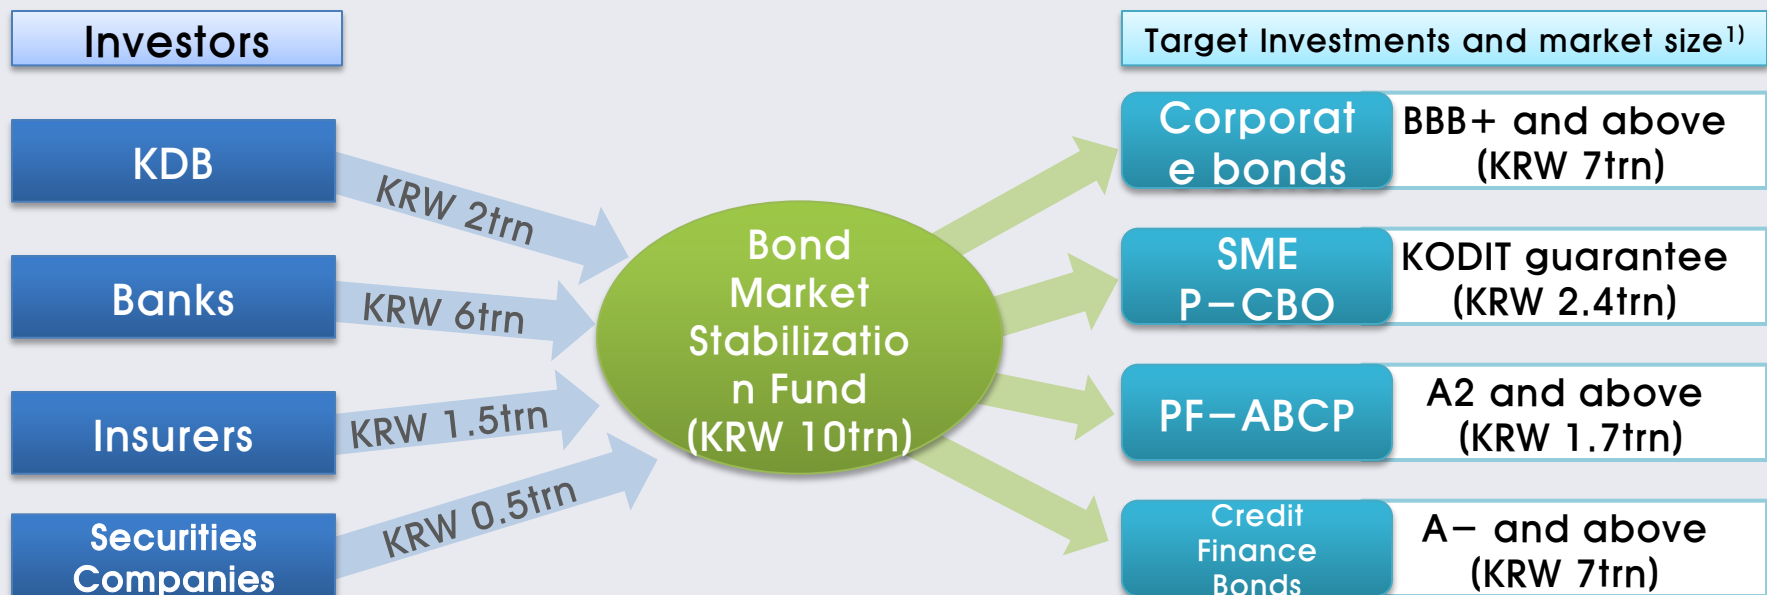 Investors
Target Investments and market size1)
KDB
KRW 2trn
Banks
KRW 6trn
Insurers
KRW 1.5trn
Securities
Companies
KRW 0.5trn
Bond
Market
Stabilizatio
n Fund
(KRW 10trn)
Corporat
e bonds
BBB+ and above
(KRW 7trn)
SME
P-CBO
KODIT guarantee
(KRW 2.4trn)
PF-ABCP
A2 and above
(KRW 1.7trn)
Credit
Finance
Bonds
A- and above
(KRW 7trn)